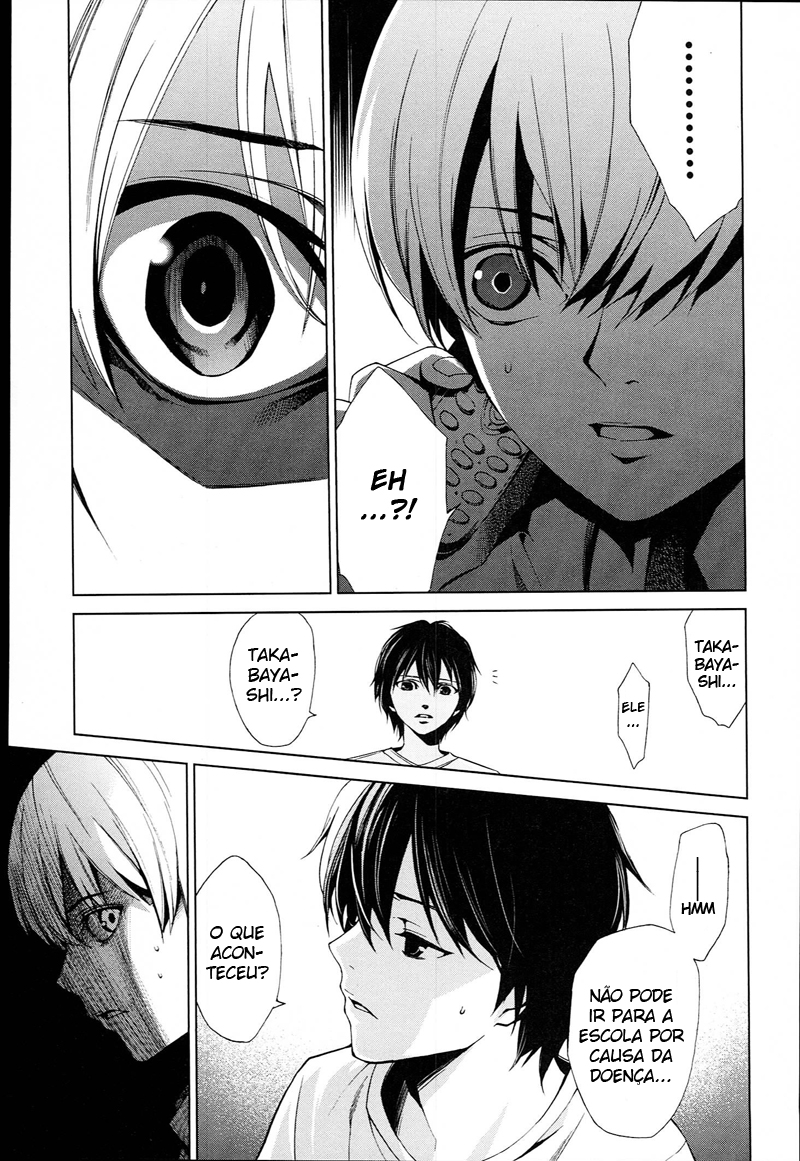 ..........
EH
...?!
TAKA-
BAYA-
SHI...
ELE
...
TAKA-
BAYA-
SHI...?
|
HMM
NÃO PODE
IR PARA A
ESCOLA POR
CAUSA DA
DOENÇA...
O QUE
ACON-
TECEU?